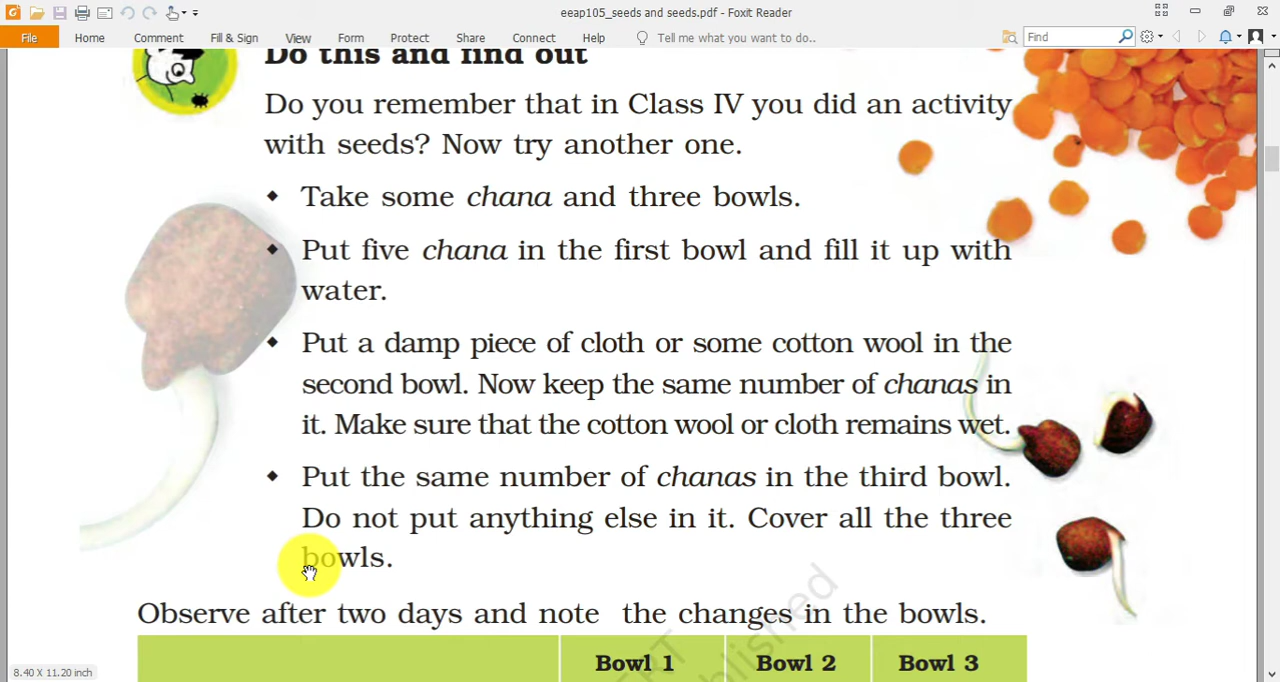 eeap105_seeds and seeds.pdf - Foxit Reader
File Home Comment Fill & Sign View Form Protect Share Connect Help Tell me what you want to do.. Find
Do this and find out
Do you remember that in Class IV you did an activity
with seeds? Now try another one.
◆ Take some chana and three bowls.
◆ Put five chana in the first bowl and fill it up with
water.
◆ Put a damp piece of cloth or some cotton wool in the
second bowl. Now keep the same number of chanas in
it. Make sure that the cotton wool or cloth remains wet.
◆ Put the same number of chanas in the third bowl.
Do not put anything else in it. Cover all the three
bowls.
Observe after two days and note the changes in the bowls.
Bowl 1 Bowl 2 Bowl 3
8.40 X 11.20 inch